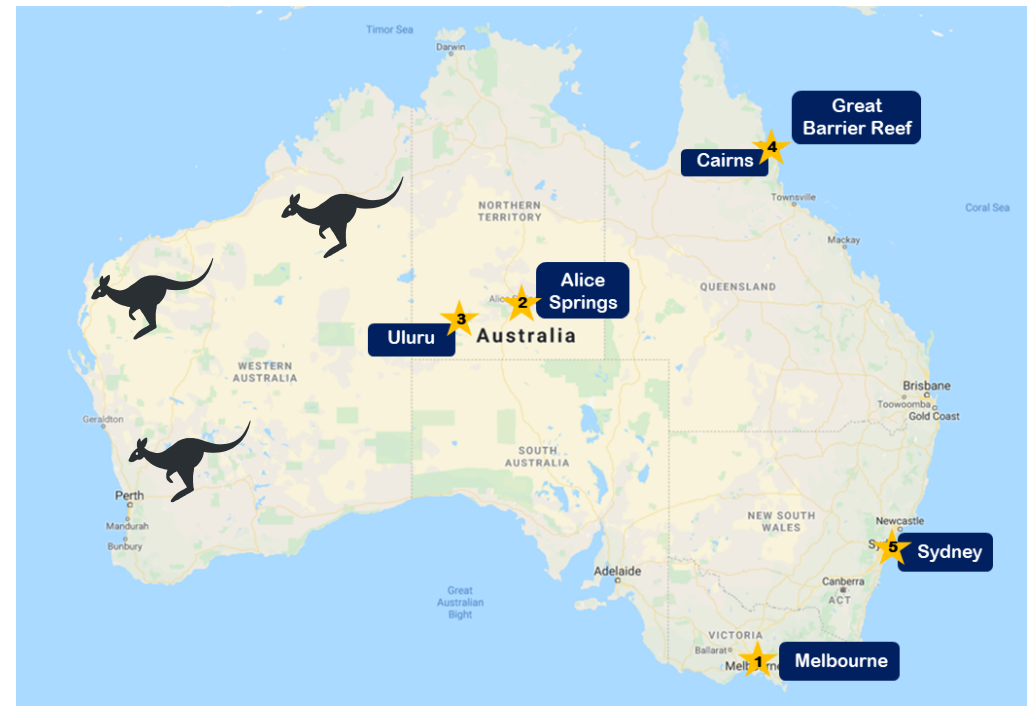 Timor Sea
Darwin
Great
Barrier Reef
4
Cairns
Townsville
Coral Sea
NORTHERN
TERRITORY
Mackay
Alice
Springs
2
QUEENSLAND
3
Uluru
Australia
WESTERN
AUSTRALIA
Brisbane
Toowoomba
Gold Coast
Geraldton
SOUTH
AUSTRALIA
Perth
Mandurah
Bunbury
NEW SOUTH
WALES
Newcastle
5
Sydney
Adelaide
Canberra
ACT
Great
Australian
Bight
VICTORIA
Ballarat
1
Melbourne